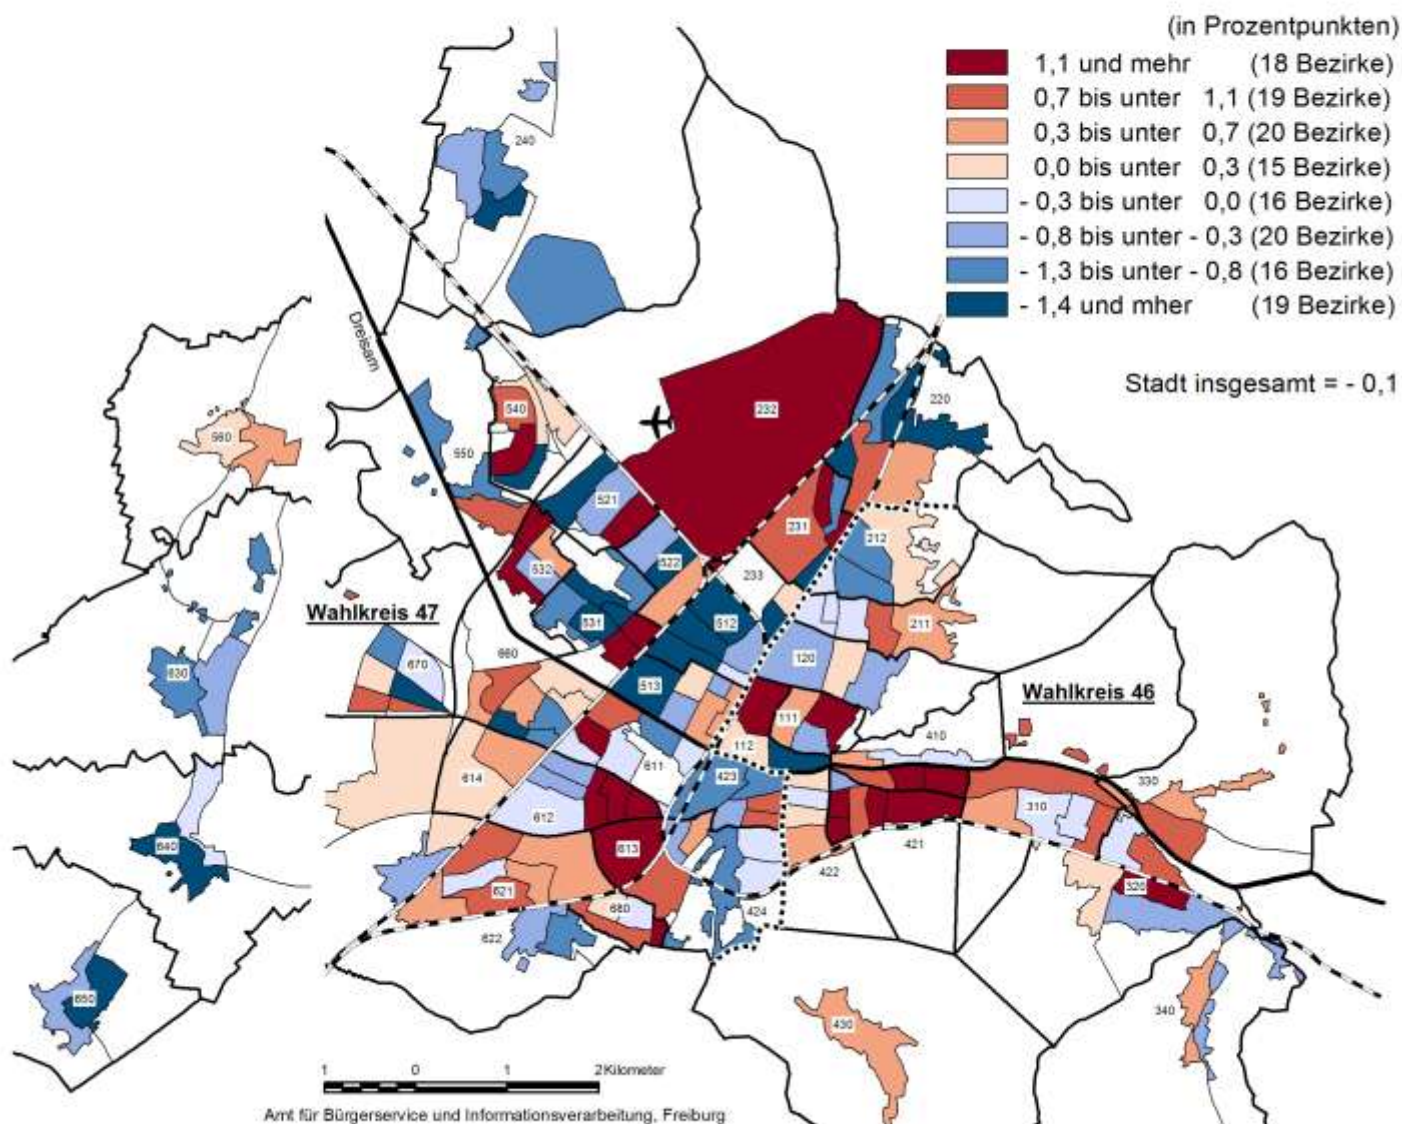 (in Prozentpunkten)
1,1 und mehr (18 Bezirke)
0,7 bis unter 1,1 (19 Bezirke)
0,3 bis unter 0,7 (20 Bezirke)
0,0 bis unter 0,3 (15 Bezirke)
- 0,3 bis unter 0,0 (16 Bezirke)
- 0,8 bis unter - 0,3 (20 Bezirke)
- 1,3 bis unter - 0,8 (16 Bezirke)
- 1,4 und mher (19 Bezirke)
Stadt insgesamt = - 0,1
240
Dreisam
220
232
540
560
550
521
231
212
532
522
233
Wahlkreis 47
531
512
211
660
670
120
630
513
Wahlkreis 46
111
410
112
614
611
423
330
310
612
640
613
421
422
621
320
680
424
622
650
340
430
1 0 1 2 Kilometer
Amt für Bürgerservice und Informationsverarbeitung, Freiburg